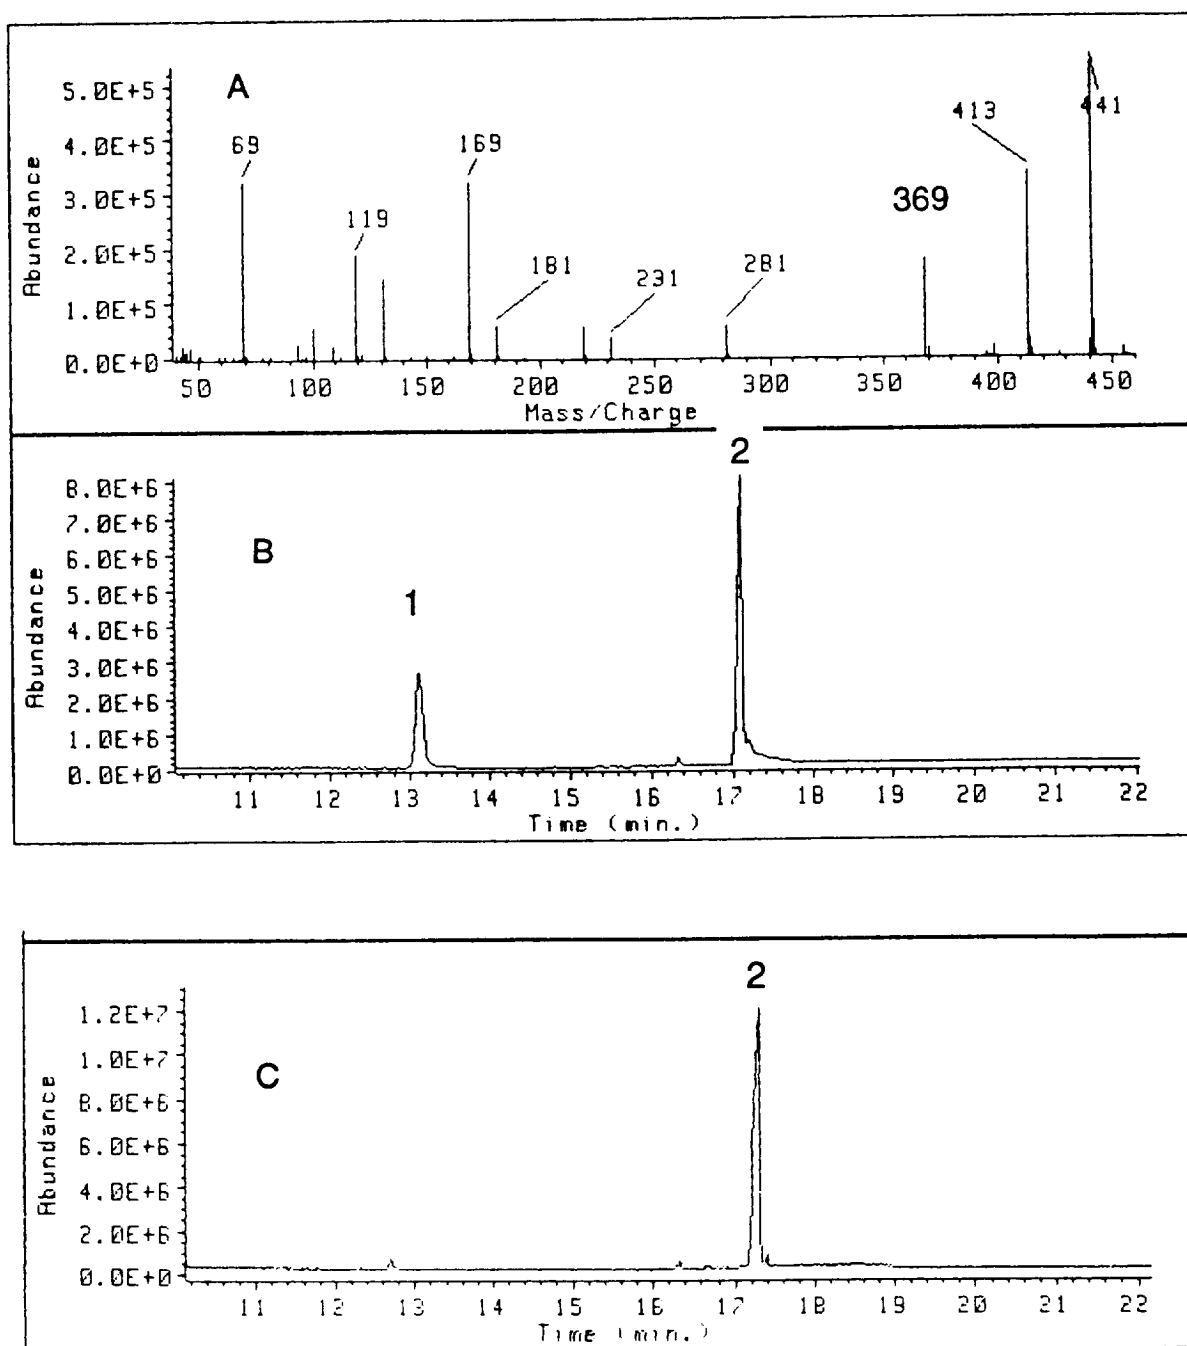 A
Abundance
5.0E+5
4.0E+5
3.0E+5
2.0E+5
1.0E+5
0.0E+0
69
119
169
181
231
281
369
413
441
50 100 150 200 250 300 350 400 450
Mass/Charge
B
Abundance
8.0E+6
7.0E+6
6.0E+6
5.0E+6
4.0E+6
3.0E+6
2.0E+6
1.0E+6
0.0E+0
1
2
11 12 13 14 15 16 17 18 19 20 21 22
Time (min.)
C
Abundance
1.2E+7
1.0E+7
8.0E+6
6.0E+6
4.0E+6
2.0E+6
0.0E+0
2
11 12 13 14 15 16 17 18 19 20 21 22
Time (min.)